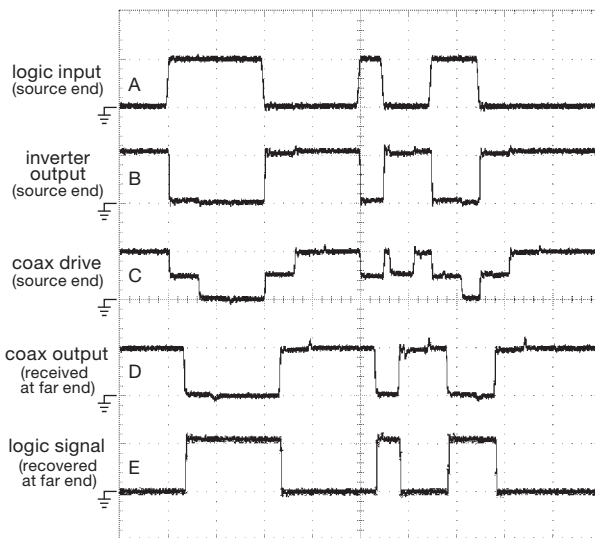 logic input
(source end)
A
inverter
output
(source end)
B
coax drive
(source end)
C
coax output
(received
at far end)
D
logic signal
(recovered
at far end)
E